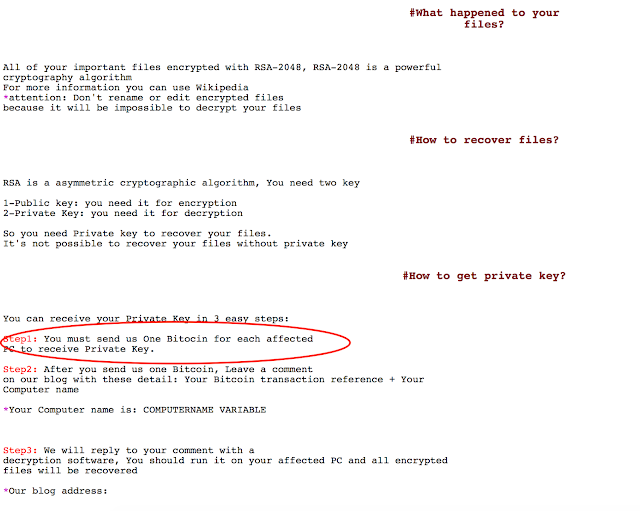 #What happened to your
files?
All of your important files encrypted with RSA-2048, RSA-2048 is a powerful
cryptography algorithm
For more information you can use Wikipedia
*attention: Don't rename or edit encrypted files
because it will be impossible to decrypt your files
#How to recover files?
RSA is a asymmetric cryptographic algorithm, You need two key
1-Public key: you need it for encryption
2-Private Key: you need it for decryption
So you need Private key to recover your files.
It's not possible to recover your files without private key
#How to get private key?
You can receive your Private Key in 3 easy steps:
Step1: You must send us One Bitocin for each affected
PC to receive Private Key.
Step2: After you send us one Bitcoin, Leave a comment
on our blog with these detail: Your Bitcoin transaction reference + Your
Computer name
*Your Computer name is: COMPUTERNAME VARIABLE
Step3: We will reply to your comment with a
decryption software, You should run it on your affected PC and all encrypted
files will be recovered
*Our blog address: